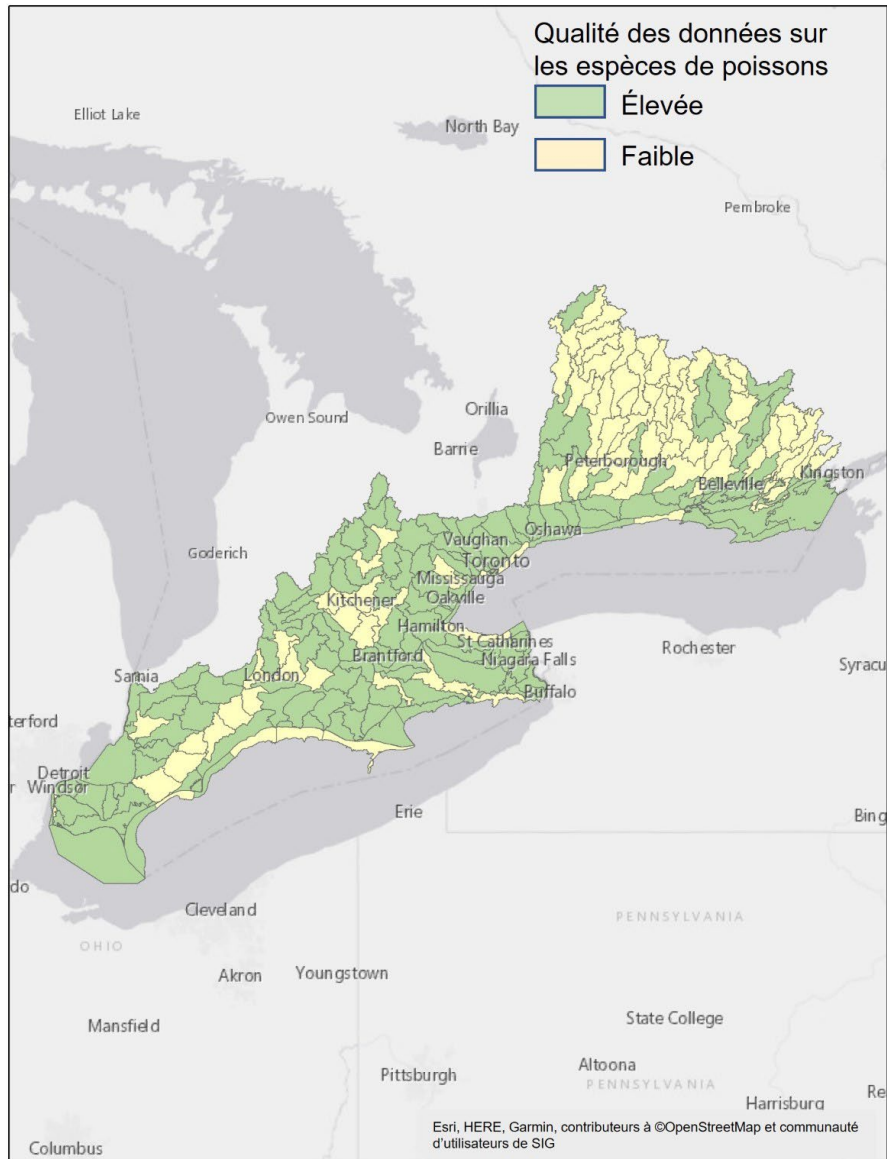 Qualité des données sur
les espèces de poissons
Élevée
Faible
Elliot Lake
North Bay
Pembroke
Owen Sound
Orillia
Barrie
Peterborough
Kingston
Belleville
Goderich
Vaughan
Oshawa
Toronto
Mississauga
Kitchener
Oakville
Hamilton
St Catharines
Rochester
Brantford
Niagara Falls
Syracu
Sarnia
London
Buffalo
terford
Detroit
r Windsor
Erie
Bing
do
Cleveland
PENNSYLVANIA
OHIO
Akron
Youngstown
State College
Mansfield
Altoona
Pittsburgh
PENNSYLVANIA
Re
Harrisburg
Esri, HERE, Garmin, contributeurs à ©OpenStreetMap et communauté
d'utilisateurs de SIG
Columbus